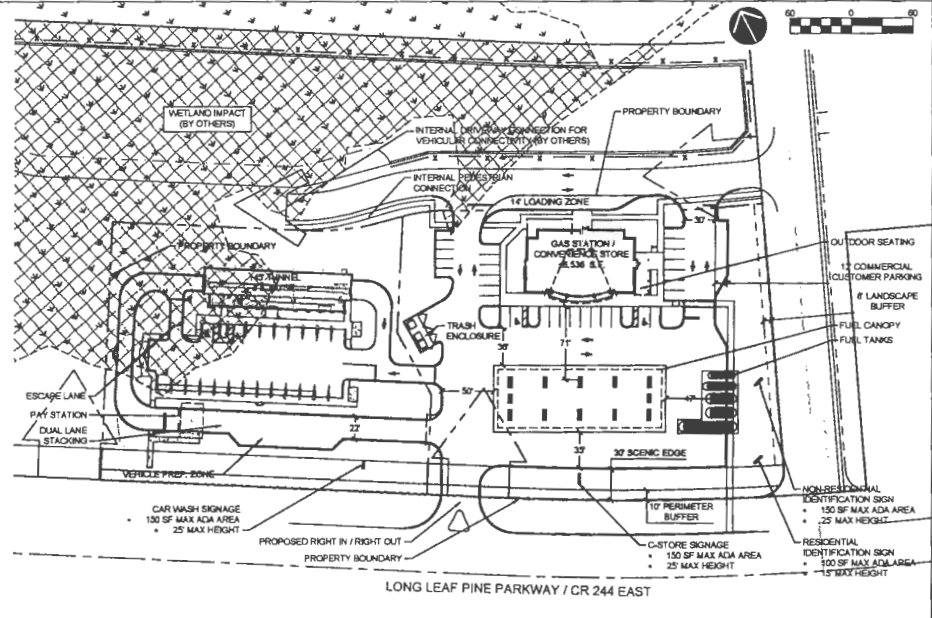 60 0 60
WETLAND IMPACT
(BY OTHERS)
PROPERTY BOUNDARY
INTERNAL DRIVEWAY CONNECTION FOR
VEHICULAR CONNECTIVITY (BY OTHERS)
INTERNAL PEDESTRIAN
CONNECTION
14' LOADING ZONE
30'
PROPERTY BOUNDARY
GAS STATION /
CONVENIENCE STORE
S.F.
OUTDOOR SEATING
12' COMMERCIAL
CUSTOMER PARKING
8' LANDSCAPE
BUFFER
TUNNEL
TRASH
ENCLOSURE
FUEL CANOPY
FUEL TANKS
71'
50'
47'
ESCAPE LANE
PAY STATION
DUAL LANE
STACKING
22'
35'
30' SCENIC EDGE
VEHICLE PREP. ZONE
NON-RESIDENTIAL
IDENTIFICATION SIGN
• 150 SF MAX ADA AREA
• 25' MAX HEIGHT
CAR WASH SIGNAGE
• 150 SF MAX ADA AREA
• 25' MAX HEIGHT
10' PERIMETER
BUFFER
PROPOSED RIGHT IN / RIGHT OUT
PROPERTY BOUNDARY
C-STORE SIGNAGE
• 150 SF MAX ADA AREA
• 25' MAX HEIGHT
RESIDENTIAL
IDENTIFICATION SIGN
• 100 SF MAX ADA AREA
• 15' MAX HEIGHT
LONG LEAF PINE PARKWAY / CR 244 EAST